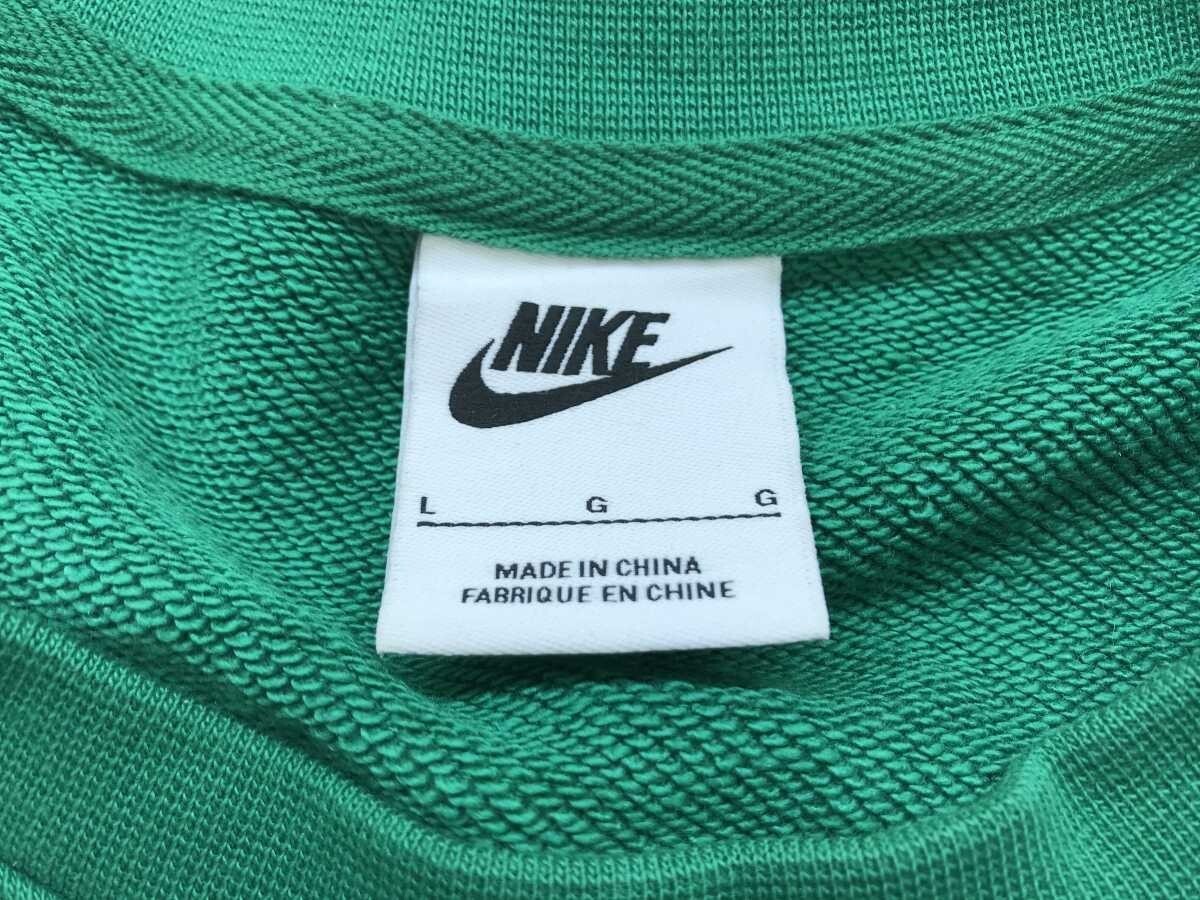 NIKE
L G G
MADE IN CHINA
FABRIQUE EN CHINE